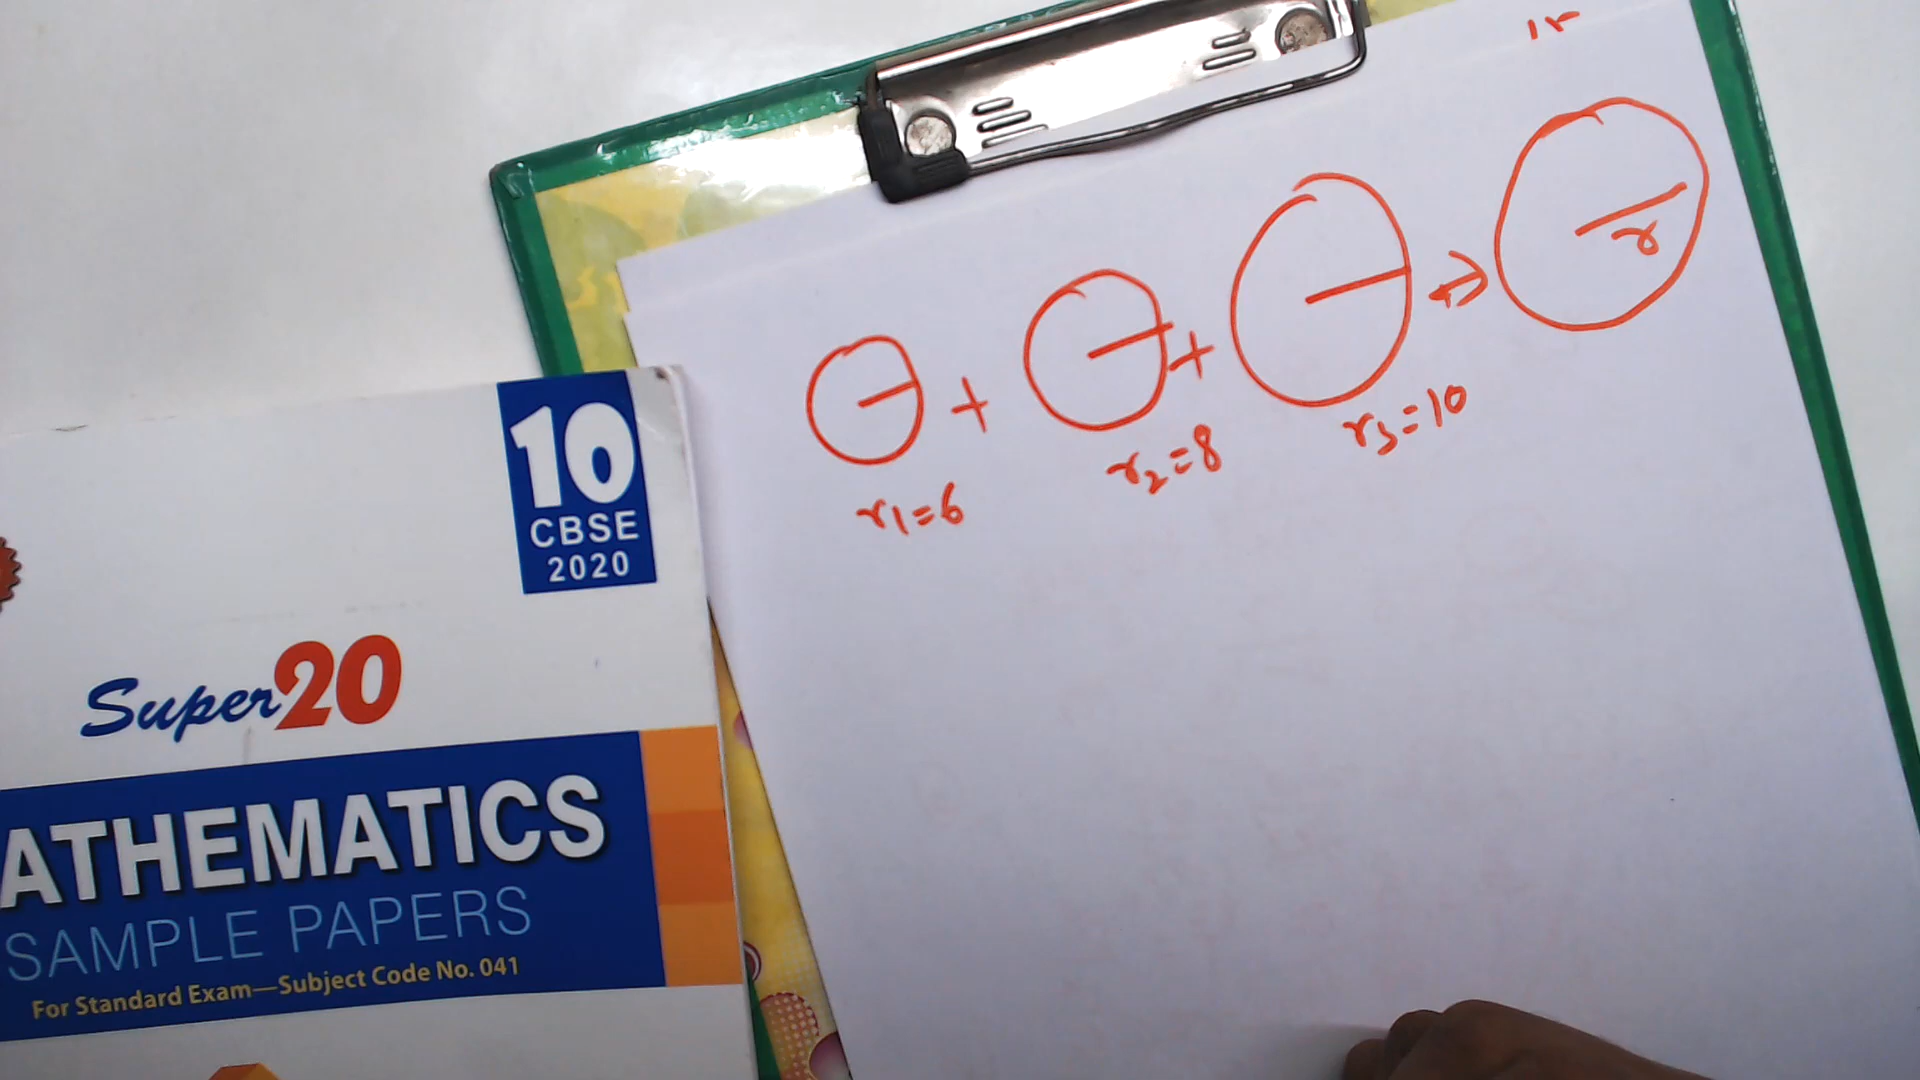 10
CBSE
2020
Super20
ATHEMATICS
SAMPLE PAPERS
For Standard Exam—Subject Code No. 041
15
+ + ⇒ r
r1=6
r2=8
r3=10